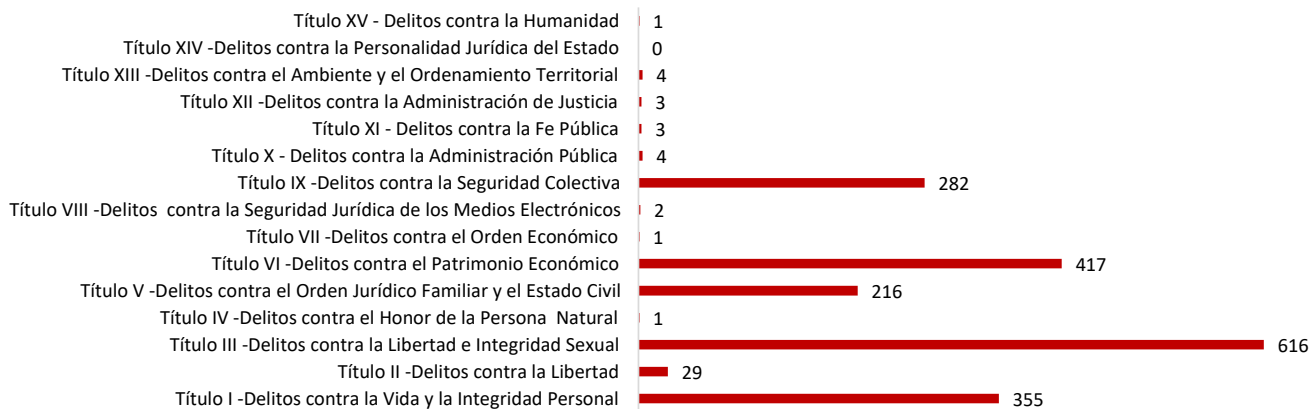 Título XV - Delitos contra la Humanidad 1
Título XIV -Delitos contra la Personalidad Jurídica del Estado 0
Título XIII -Delitos contra el Ambiente y el Ordenamiento Territorial 4
Título XII -Delitos contra la Administración de Justicia 3
Título XI - Delitos contra la Fe Pública 3
Título X - Delitos contra la Administración Pública 4
Título IX -Delitos contra la Seguridad Colectiva 282
Título VIII -Delitos  contra la Seguridad Jurídica de los Medios Electrónicos 2
Título VII -Delitos contra el Orden Económico 1
Título VI -Delitos contra el Patrimonio Económico 417
Título V -Delitos contra el Orden Jurídico Familiar y el Estado Civil 216
Título IV -Delitos contra el Honor de la Persona  Natural 1
Título III -Delitos contra la Libertad e Integridad Sexual 616
Título II -Delitos contra la Libertad 29
Título I -Delitos contra la Vida y la Integridad Personal 355